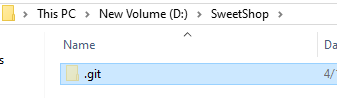 This PC > New Volume (D:) > SweetShop >
Name
Da
.git
4/
s